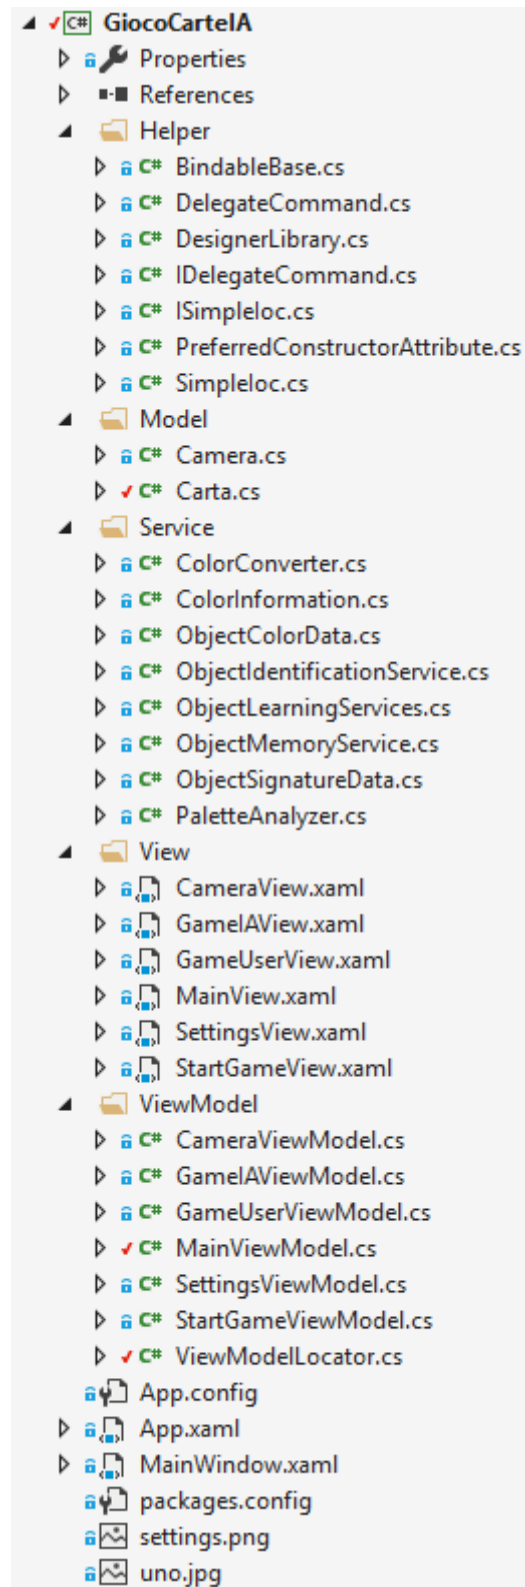 C# GiocoCarteIA
Properties
References
Helper
C# BindableBase.cs
C# DelegateCommand.cs
C# DesignerLibrary.cs
C# IDelegateCommand.cs
C# ISimpleIoc.cs
C# PreferredConstructorAttribute.cs
C# SimpleIoc.cs
Model
C# Camera.cs
C# Carta.cs
Service
C# ColorConverter.cs
C# ColorInformation.cs
C# ObjectColorData.cs
C# ObjectIdentificationService.cs
C# ObjectLearningServices.cs
C# ObjectMemoryService.cs
C# ObjectSignatureData.cs
C# PaletteAnalyzer.cs
View
CameraView.xaml
GameIAView.xaml
GameUserView.xaml
MainView.xaml
SettingsView.xaml
StartGameView.xaml
ViewModel
C# CameraViewModel.cs
C# GameIAViewModel.cs
C# GameUserViewModel.cs
C# MainViewModel.cs
C# SettingsViewModel.cs
C# StartGameViewModel.cs
C# ViewModelLocator.cs
App.config
App.xaml
MainWindow.xaml
packages.config
settings.png
uno.jpg